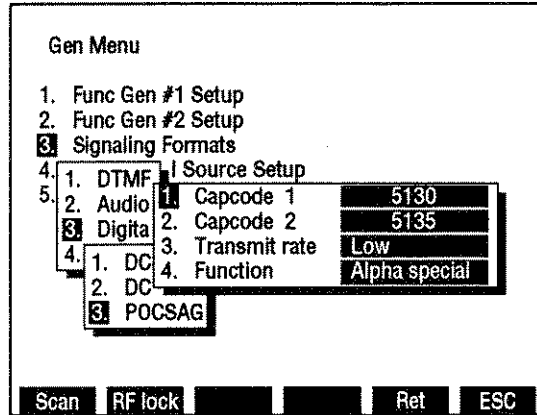 Gen Menu
1. Func Gen #1 Setup
2. Func Gen #2 Setup
3. Signaling Formats
4. l Source Setup
5.
1. DTMF
2. Audio
3. Digita
4.
1. DC
2. DC
3. POCSAG
1. Capcode 1 5130
2. Capcode 2 5135
3. Transmit rate Low
4. Function Alpha special
Scan RF lock Ret ESC